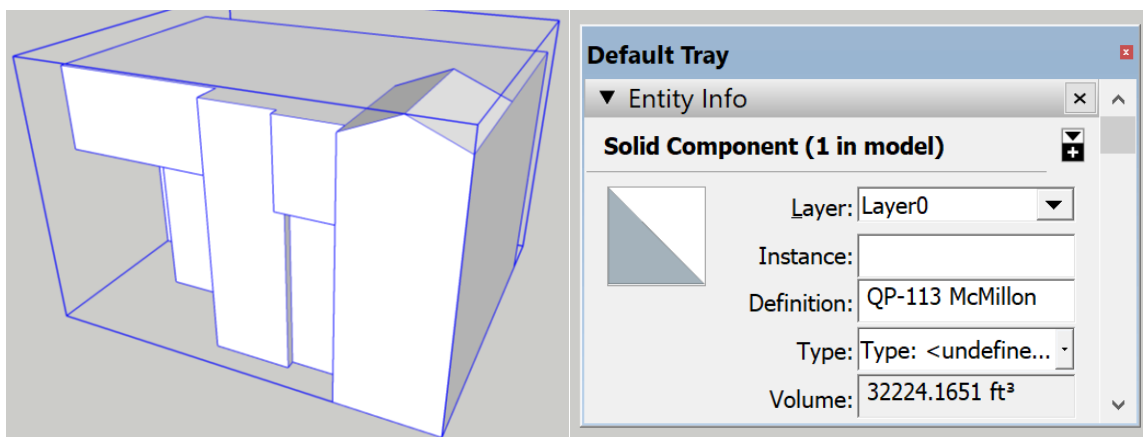 Default Tray
x
▼ Entity Info
Solid Component (1 in model)
Layer: Layer0
Instance:
Definition: QP-113 McMillon
Type: Type: <undefine...
Volume: 32224.1651 ft³